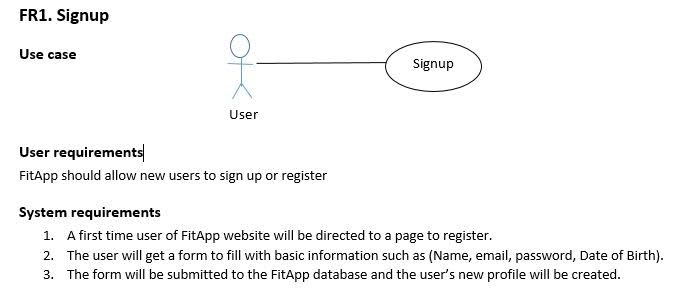 FR1. Signup
Use case
Signup
User
User requirements
FitApp should allow new users to sign up or register
System requirements
1. A first time user of FitApp website will be directed to a page to register.
2. The user will get a form to fill with basic information such as (Name, email, password, Date of Birth).
3. The form will be submitted to the FitApp database and the user’s new profile will be created.